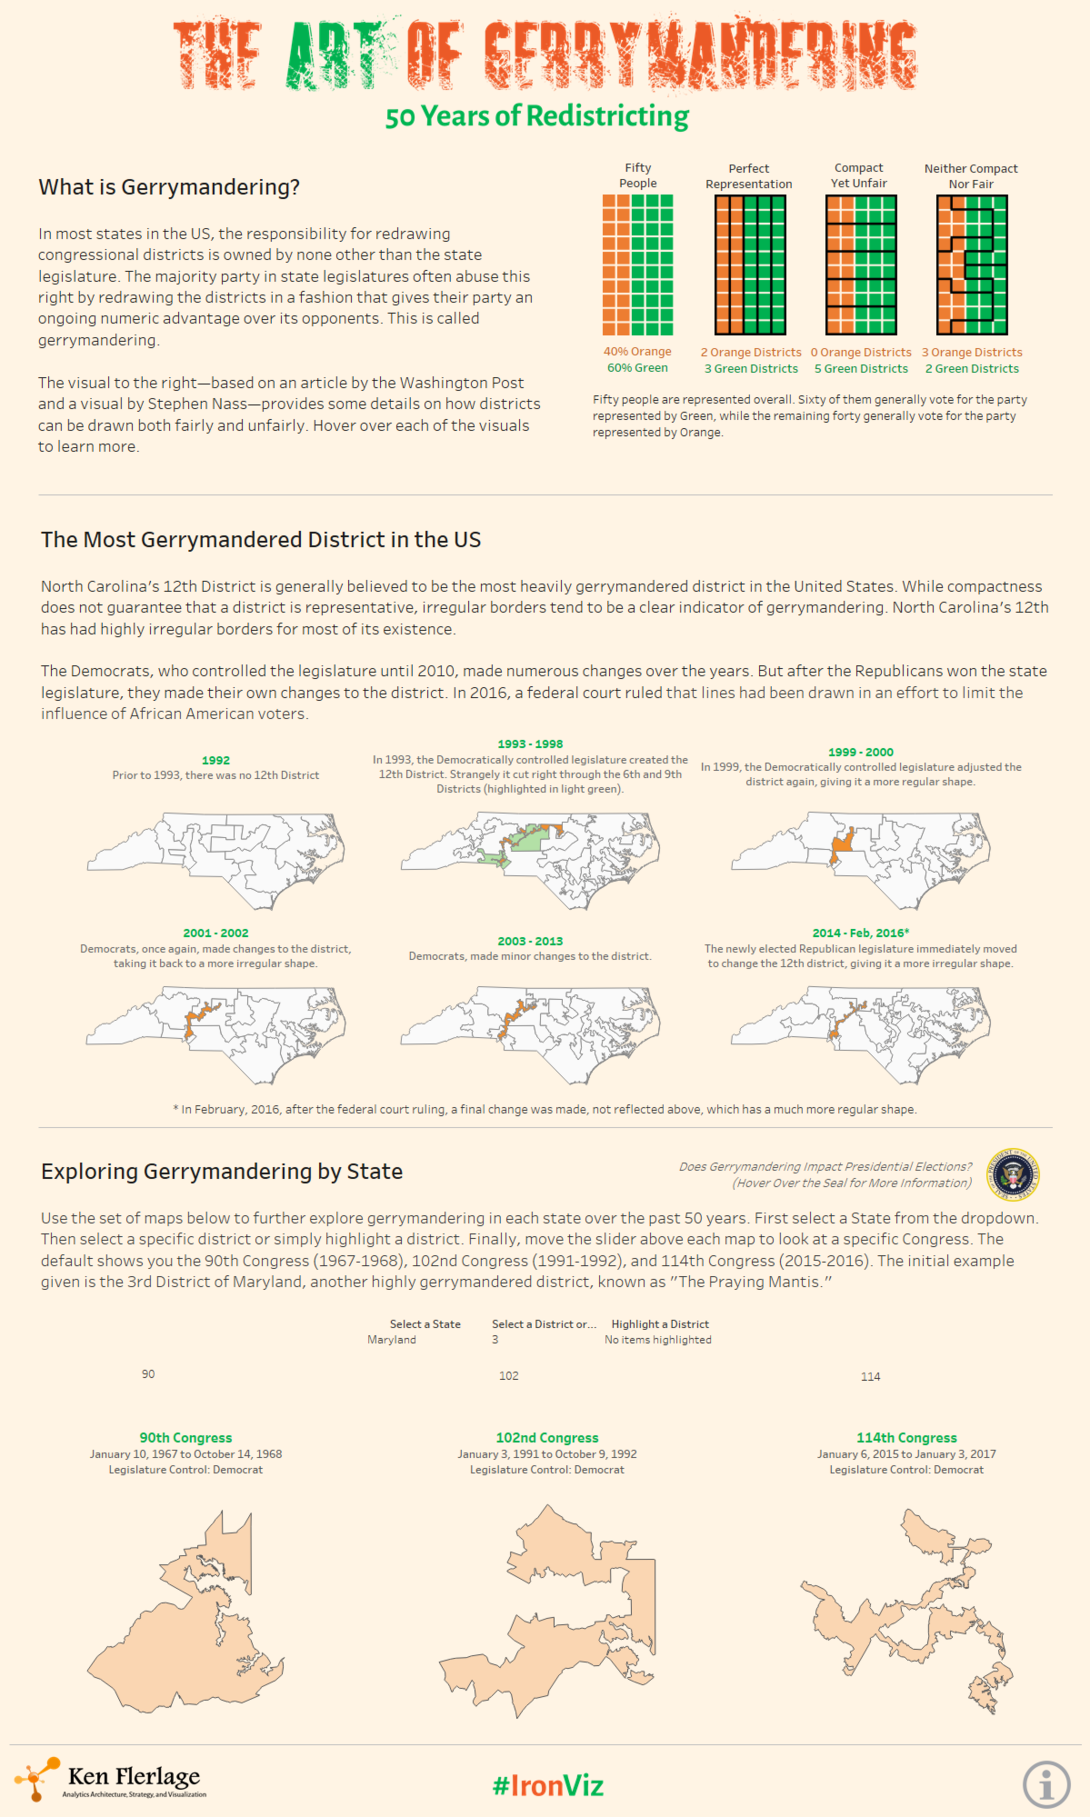 THE ART OF GERRYMANDERING
50 Years of Redistricting
What is Gerrymandering?
In most states in the US, the responsibility for redrawing
congressional districts is owned by none other than the state
legislature. The majority party in state legislatures often abuse this
right by redrawing the districts in a fashion that gives their party an
ongoing numeric advantage over its opponents. This is called
gerrymandering.
The visual to the right—based on an article by the Washington Post
and a visual by Stephen Nass—provides some details on how districts
can be drawn both fairly and unfairly. Hover over each of the visuals
to learn more.
Fifty
People
40% Orange
60% Green
Perfect
Representation
2 Orange Districts
3 Green Districts
Compact
Yet Unfair
0 Orange Districts
5 Green Districts
Neither Compact
Nor Fair
3 Orange Districts
2 Green Districts
Fifty people are represented overall. Sixty of them generally vote for the party
represented by Green, while the remaining forty generally vote for the party
represented by Orange.
The Most Gerrymandered District in the US
North Carolina's 12th District is generally believed to be the most heavily gerrymandered district in the United States. While compactness
does not guarantee that a district is representative, irregular borders tend to be a clear indicator of gerrymandering. North Carolina's 12th
has had highly irregular borders for most of its existence.
The Democrats, who controlled the legislature until 2010, made numerous changes over the years. But after the Republicans won the state
legislature, they made their own changes to the district. In 2016, a federal court ruled that lines had been drawn in an effort to limit the
influence of African American voters.
1992
Prior to 1993, there was no 12th District
1993 - 1998
In 1993, the Democratically controlled legislature created the
12th District. Strangely it cut right through the 6th and 9th
Districts (highlighted in light green).
1999 - 2000
In 1999, the Democratically controlled legislature adjusted the
district again, giving it a more regular shape.
2001 - 2002
Democrats, once again, made changes to the district,
taking it back to a more irregular shape.
2003 - 2013
Democrats, made minor changes to the district.
2014 - Feb, 2016*
The newly elected Republican legislature immediately moved
to change the 12th district, giving it a more irregular shape.
* In February, 2016, after the federal court ruling, a final change was made, not reflected above, which has a much more regular shape.
Exploring Gerrymandering by State
Does Gerrymandering Impact Presidential Elections?
(Hover Over the Seal for More Information)
Use the set of maps below to further explore gerrymandering in each state over the past 50 years. First select a State from the dropdown.
Then select a specific district or simply highlight a district. Finally, move the slider above each map to look at a specific Congress. The
default shows you the 90th Congress (1967-1968), 102nd Congress (1991-1992), and 114th Congress (2015-2016). The initial example
given is the 3rd District of Maryland, another highly gerrymandered district, known as "The Praying Mantis."
Select a State
Maryland
Select a District or...
3
Highlight a District
No items highlighted
90
102
114
90th Congress
January 10, 1967 to October 14, 1968
Legislature Control: Democrat
102nd Congress
January 3, 1991 to October 9, 1992
Legislature Control: Democrat
114th Congress
January 6, 2015 to January 3, 2017
Legislature Control: Democrat
Ken Flerlage
Analytics Architecture, Strategy, and Visualization
#IronViz